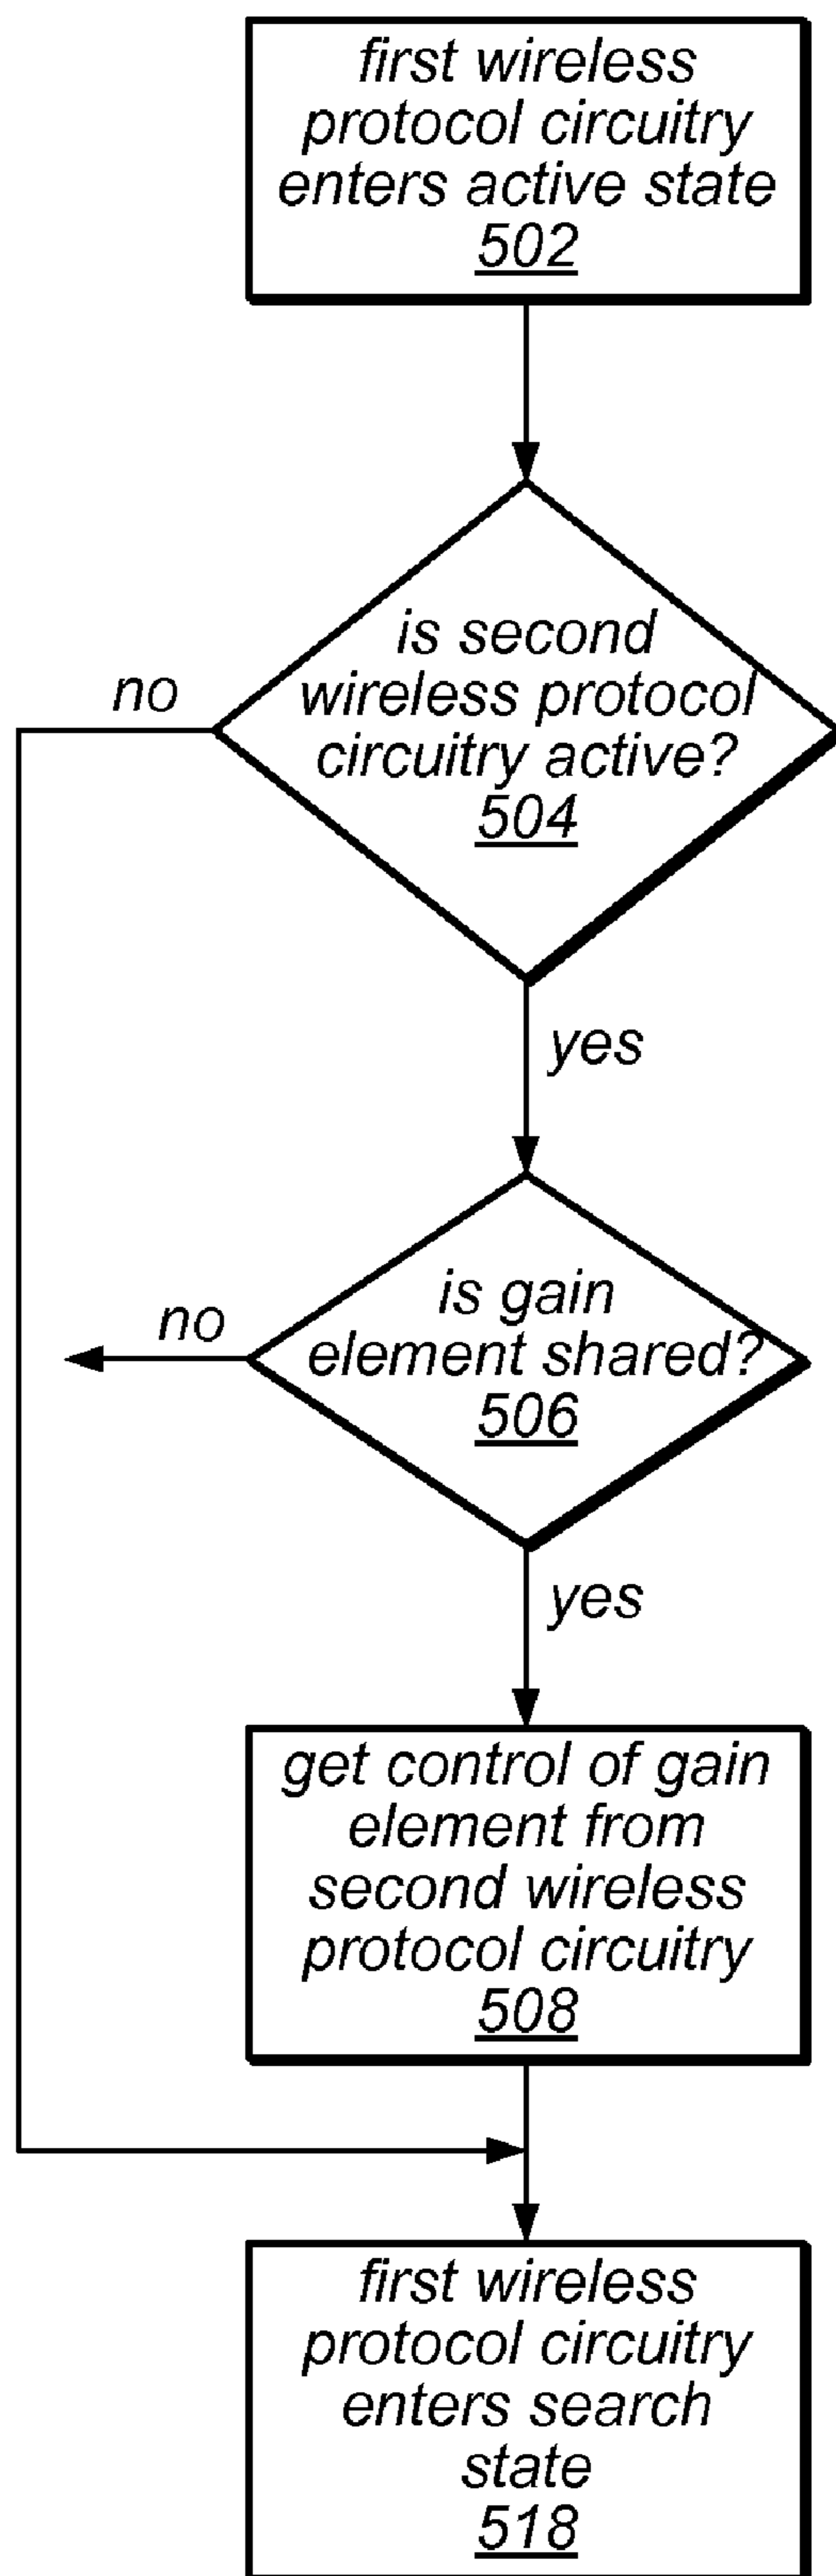 first wireless
protocol circuitry
enters active state
502
is second
wireless protocol
circuitry active?
504
no
yes
is gain
element shared?
506
no
yes
get control of gain
element from
second wireless
protocol circuitry
508
first wireless
protocol circuitry
enters search
state
518